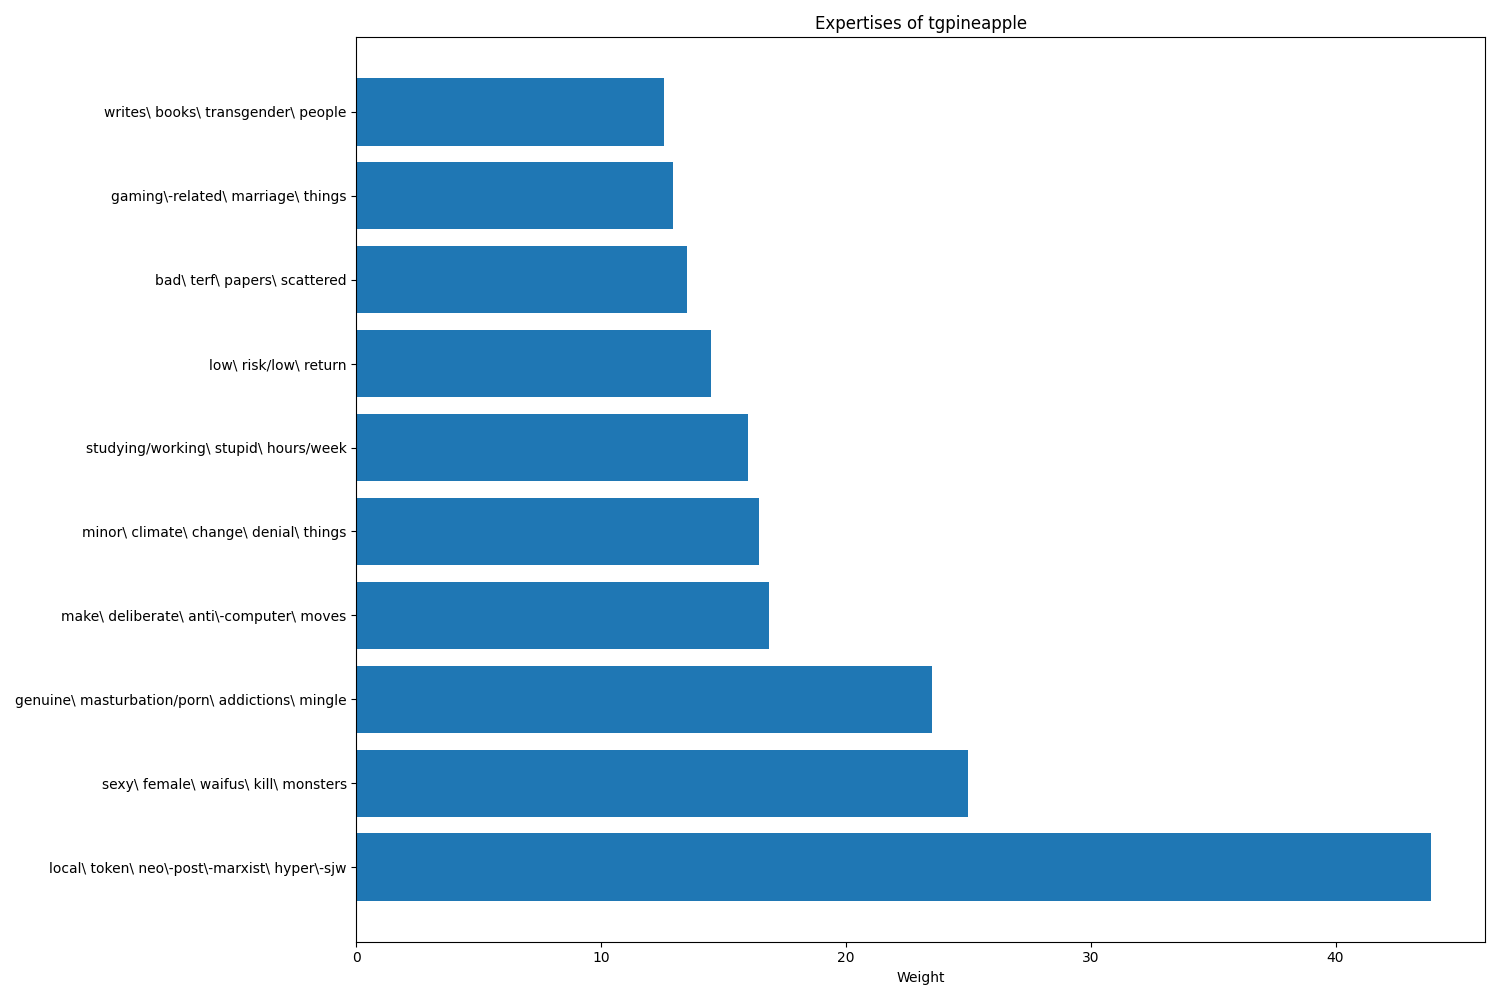 Expertises of tgpineapple
writes\ books\ transgender\ people
gaming\-related\ marriage\ things
bad\ terf\ papers\ scattered
low\ risk/low\ return
studying/working\ stupid\ hours/week
minor\ climate\ change\ denial\ things
make\ deliberate\ anti\-computer\ moves
genuine\ masturbation/porn\ addictions\ mingle
sexy\ female\ waifus\ kill\ monsters
local\ token\ neo\-post\-marxist\ hyper\-sjw
0 10 20 30 40
Weight